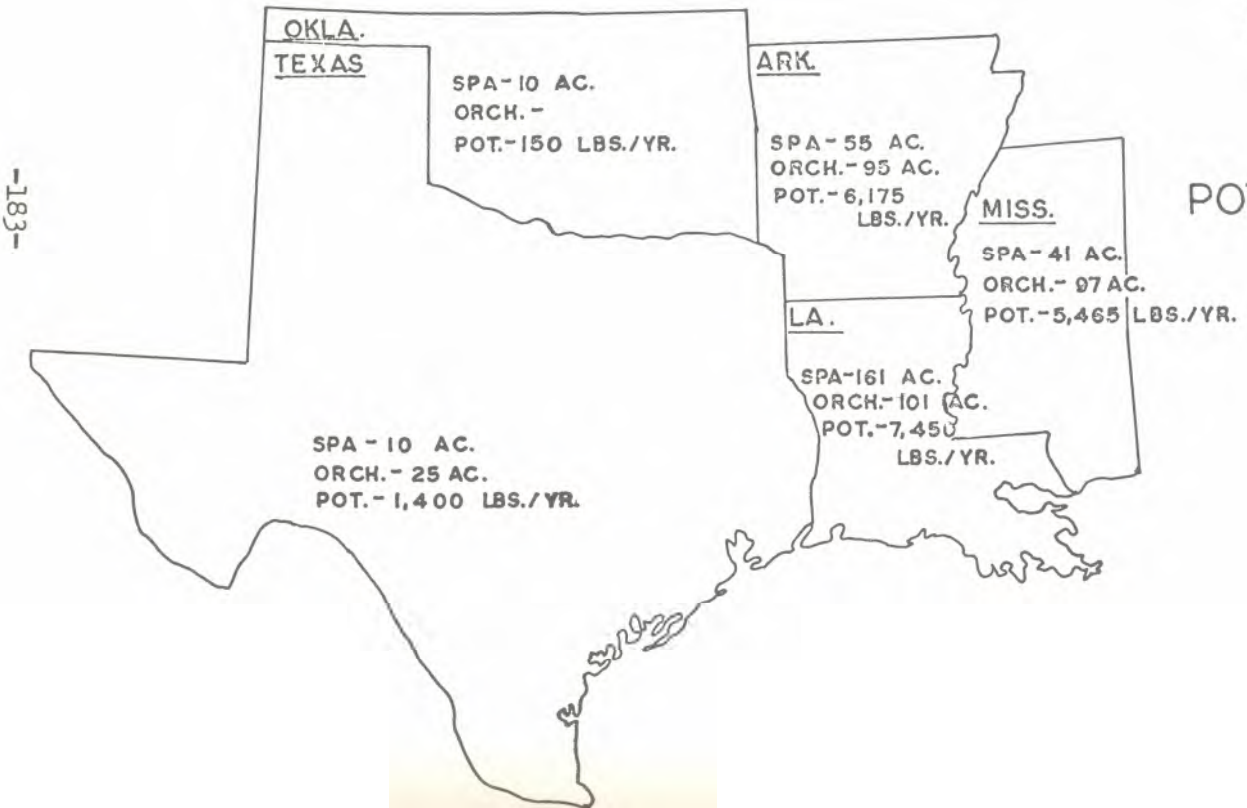 OKLA.
TEXAS
SPA-10 AC.
ORCH.-
POT.-150 LBS./YR.
ARK.
SPA-55 AC.
ORCH.-95 AC.
POT.-6,175
LBS./YR.
MISS.
SPA-41 AC.
ORCH.-97 AC.
POT.-5,465 LBS./YR.
LA.
SPA-161 AC.
ORCH.-101 AC.
POT.-7,450
LBS./YR.
SPA-10 AC.
ORCH.-25 AC.
POT.-1,400 LBS./YR.
-183-